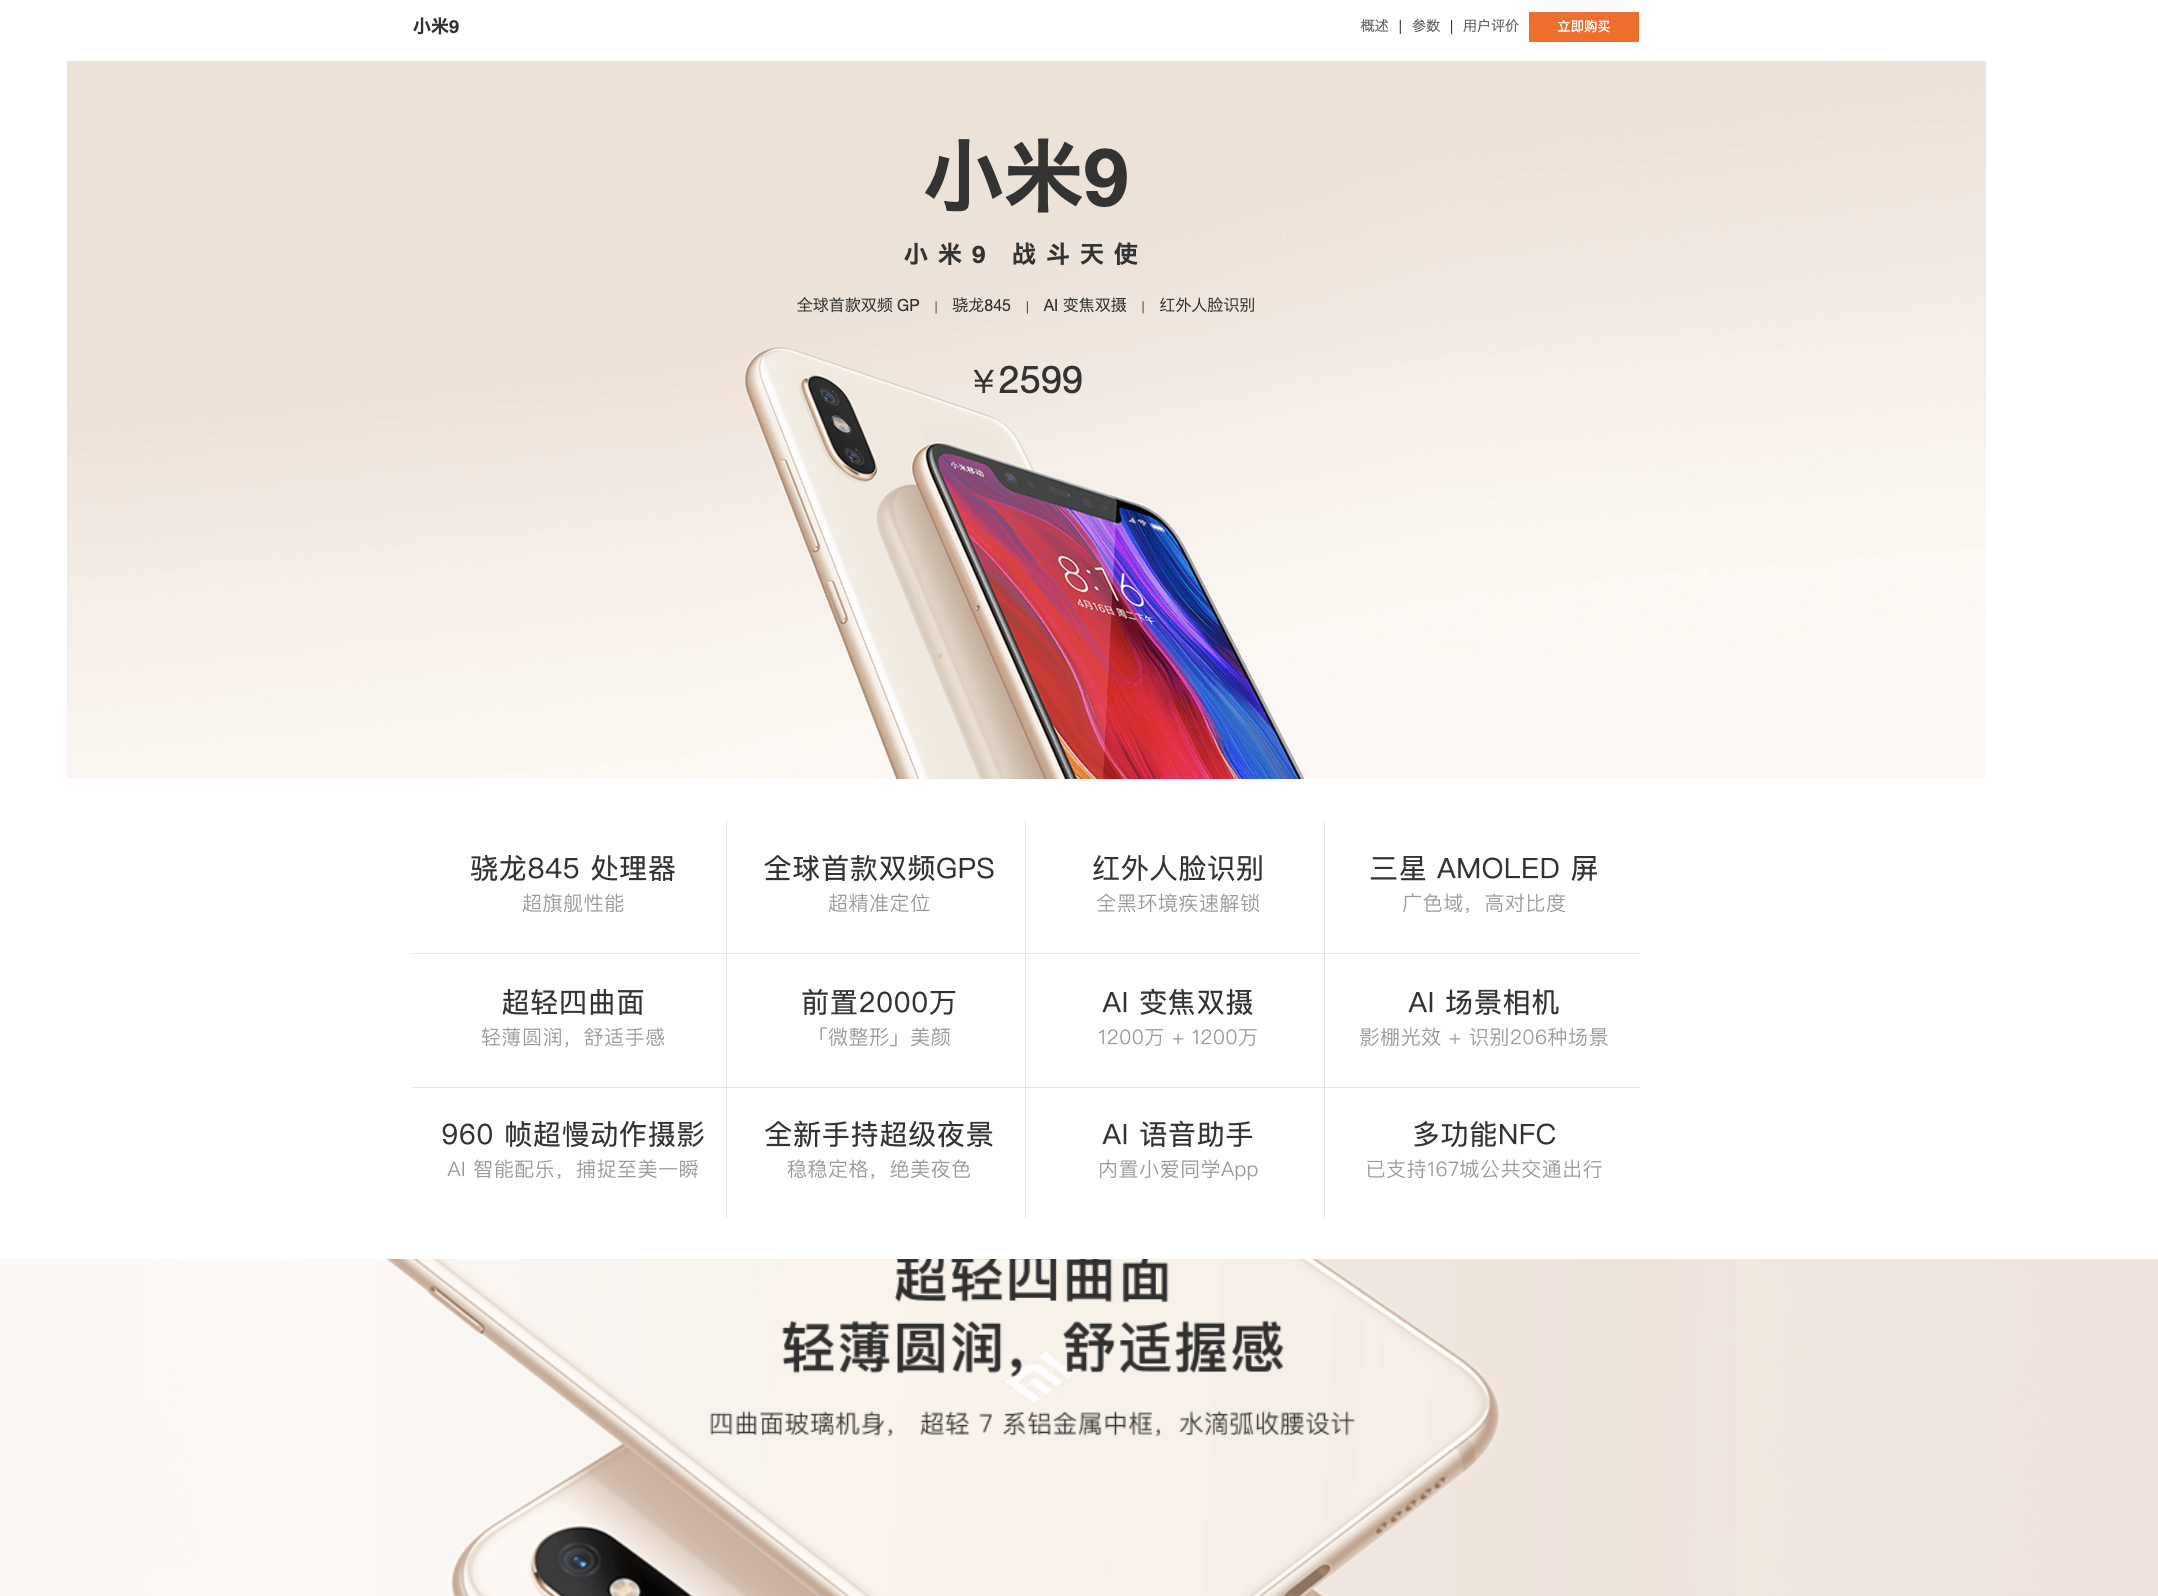 小米9
概述 | 参数 | 用户评价 立即购买
小米9
小米9 战斗天使
全球首款双频 GP | 骁龙845 | AI 变焦双摄 | 红外人脸识别
¥2599
小米移动
8:16
4月16日 周二下午
骁龙845 处理器
超旗舰性能
全球首款双频GPS
超精准定位
红外人脸识别
全黑环境疾速解锁
三星 AMOLED 屏
广色域，高对比度
超轻四曲面
轻薄圆润，舒适手感
前置2000万
「微整形」美颜
AI 变焦双摄
1200万 + 1200万
AI 场景相机
影棚光效 + 识别206种场景
960 帧超慢动作摄影
AI 智能配乐，捕捉至美一瞬
全新手持超级夜景
稳稳定格，绝美夜色
AI 语音助手
内置小爱同学App
多功能NFC
已支持167城公共交通出行
超轻四曲面
轻薄圆润，舒适握感
四曲面玻璃机身， 超轻 7 系铝金属中框，水滴弧收腰设计